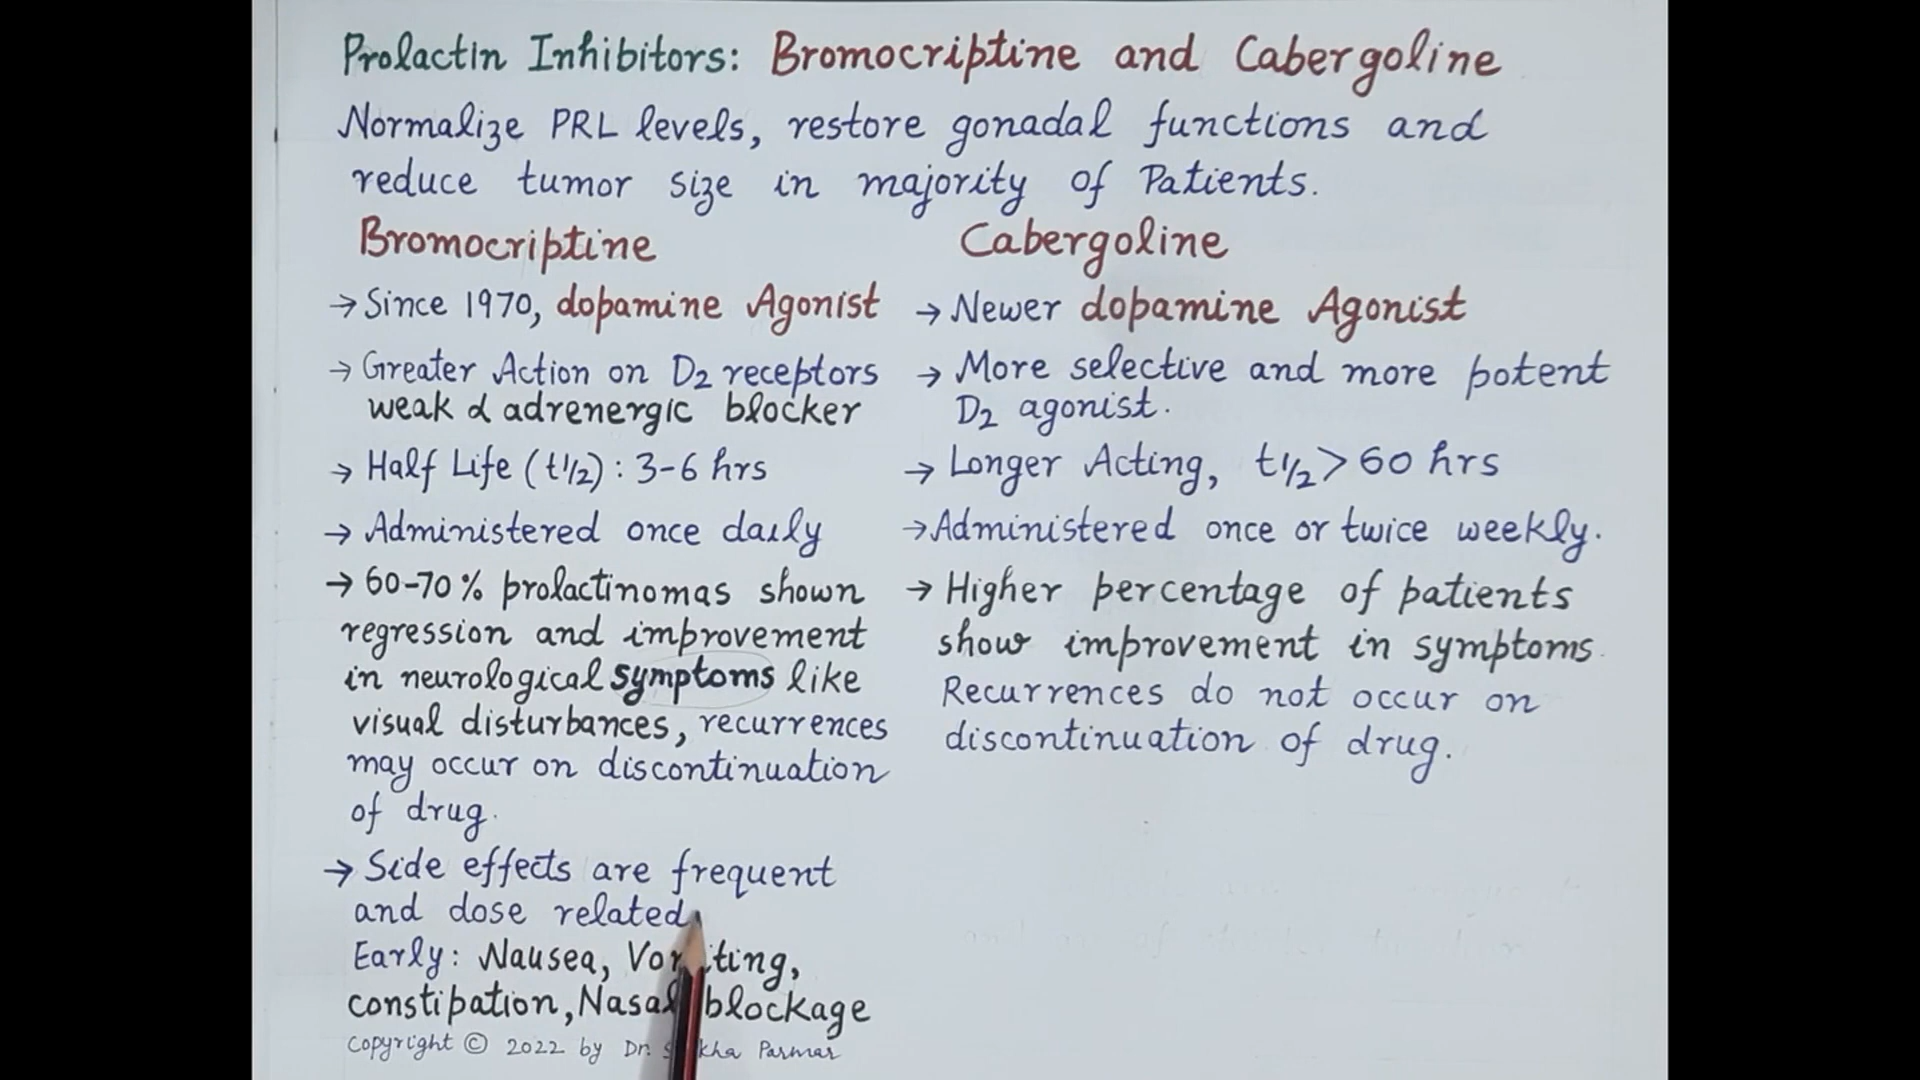 Prolactin Inhibitors: Bromocriptine and Cabergoline
Normalize PRL levels, restore gonadal functions and
reduce tumor size in majority of Patients.
Bromocriptine
→ Since 1970, dopamine Agonist
→ Greater Action on D2 receptors
weak α adrenergic blocker
→ Half Life (t1/2) : 3-6 hrs
→ Administered once daily
→ 60-70% prolactinomas shown
regression and improvement
in neurological symptoms like
visual disturbances, recurrences
may occur on discontinuation
of drug.
→ Side effects are frequent
and dose related
Early: Nausea, Vomiting,
constipation, Nasal blockage
Copyright © 2022 by Dr. Parmar
Cabergoline
→ Newer dopamine Agonist
→ More selective and more potent
D2 agonist.
→ Longer Acting, t1/2 > 60 hrs
→ Administered once or twice weekly.
→ Higher percentage of patients
show improvement in symptoms.
Recurrences do not occur on
discontinuation of drug.